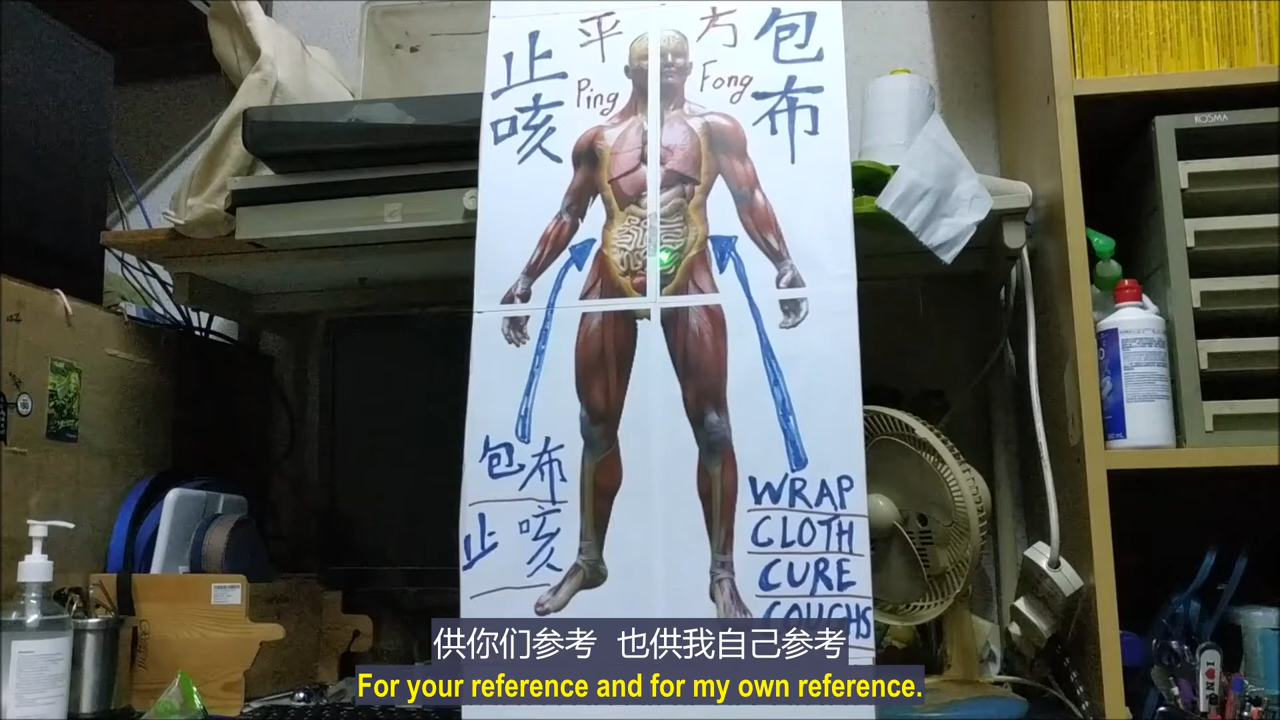 平 方
止咳
包布
Ping Fong
KOSMA
包布
止咳
WRAP
CLOTH
CURE
COUGHS
供你们参考 也供我自己参考
For your reference and for my own reference.